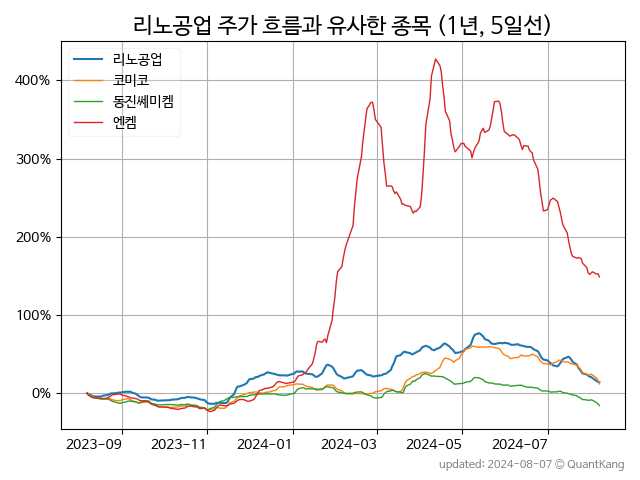 리노공업 주가 흐름과 유사한 종목 (1년, 5일선)
리노공업
코미코
동진쎄미켐
엔켐
400%
300%
200%
100%
0%
2023-09 2023-11 2024-01 2024-03 2024-05 2024-07
updated: 2024-08-07 © QuantKang